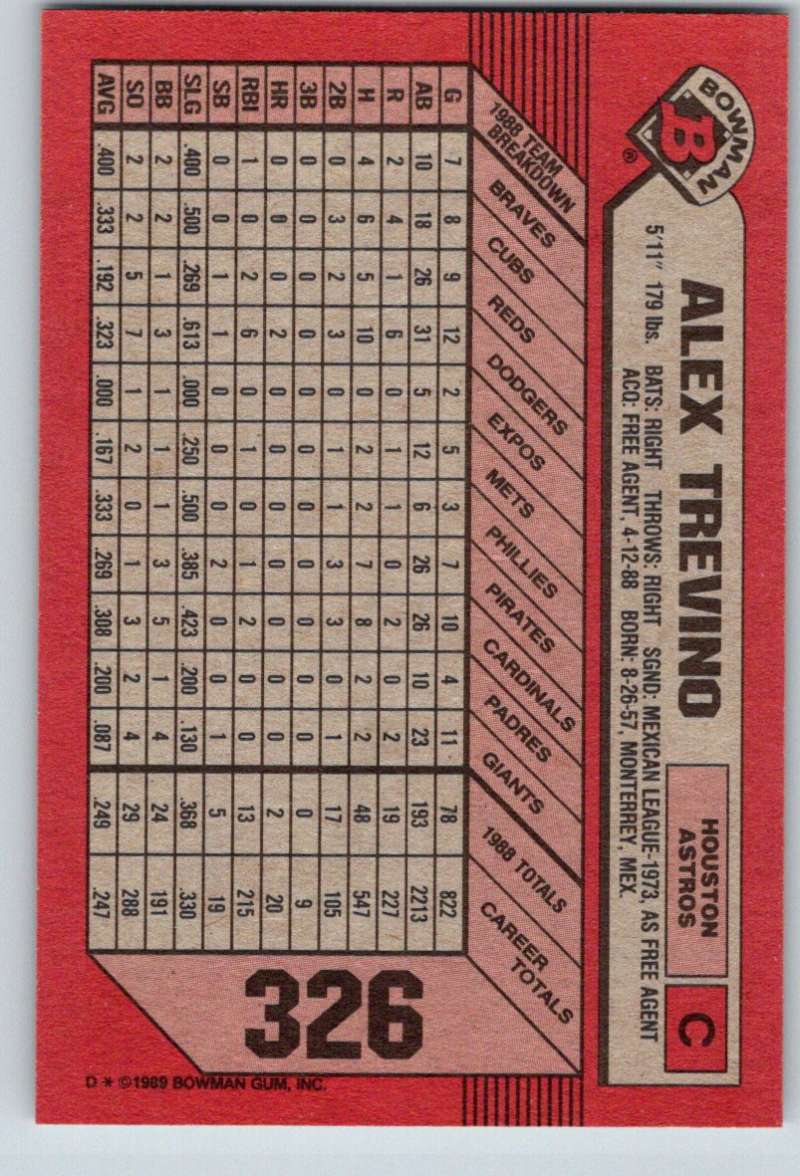 BOWMAN
B
®
ALEX TREVINO
HOUSTON
ASTROS
C
5'11" 179 lbs. BATS: RIGHT THROWS: RIGHT SGND: MEXICAN LEAGUE-1973, AS FREE AGENT
ACQ: FREE AGENT, 4-12-88 BORN: 8-26-57, MONTERREY, MEX.
1988 TEAM
BREAKDOWN
BRAVES CUBS REDS DODGERS EXPOS METS PHILLIES PIRATES CARDINALS PADRES GIANTS 1988 TOTALS CAREER TOTALS
G 7 8 9 12 2 5 3 7 10 4 11 78 822
AB 10 18 26 31 5 12 6 26 26 10 23 193 2213
R 2 4 1 6 0 1 1 0 2 0 2 19 227
H 4 6 5 10 0 2 2 7 8 2 2 48 547
2B 0 3 2 3 0 1 1 3 3 0 1 17 105
3B 0 0 0 0 0 0 0 0 0 0 0 0 9
HR 0 0 0 2 0 0 0 0 0 0 0 2 20
RBI 1 0 2 6 0 1 0 1 2 0 0 13 215
SB 0 0 1 1 0 0 0 2 0 0 1 5 19
SLG .400 .500 .269 .613 .000 .250 .500 .385 .423 .200 .130 .368 .330
BB 2 2 1 3 1 1 1 3 5 1 4 24 191
SO 2 2 5 7 1 2 0 1 3 2 4 29 288
AVG .400 .333 .192 .323 .000 .167 .333 .269 .308 .200 .087 .249 .247
326
D * ©1989 BOWMAN GUM, INC.